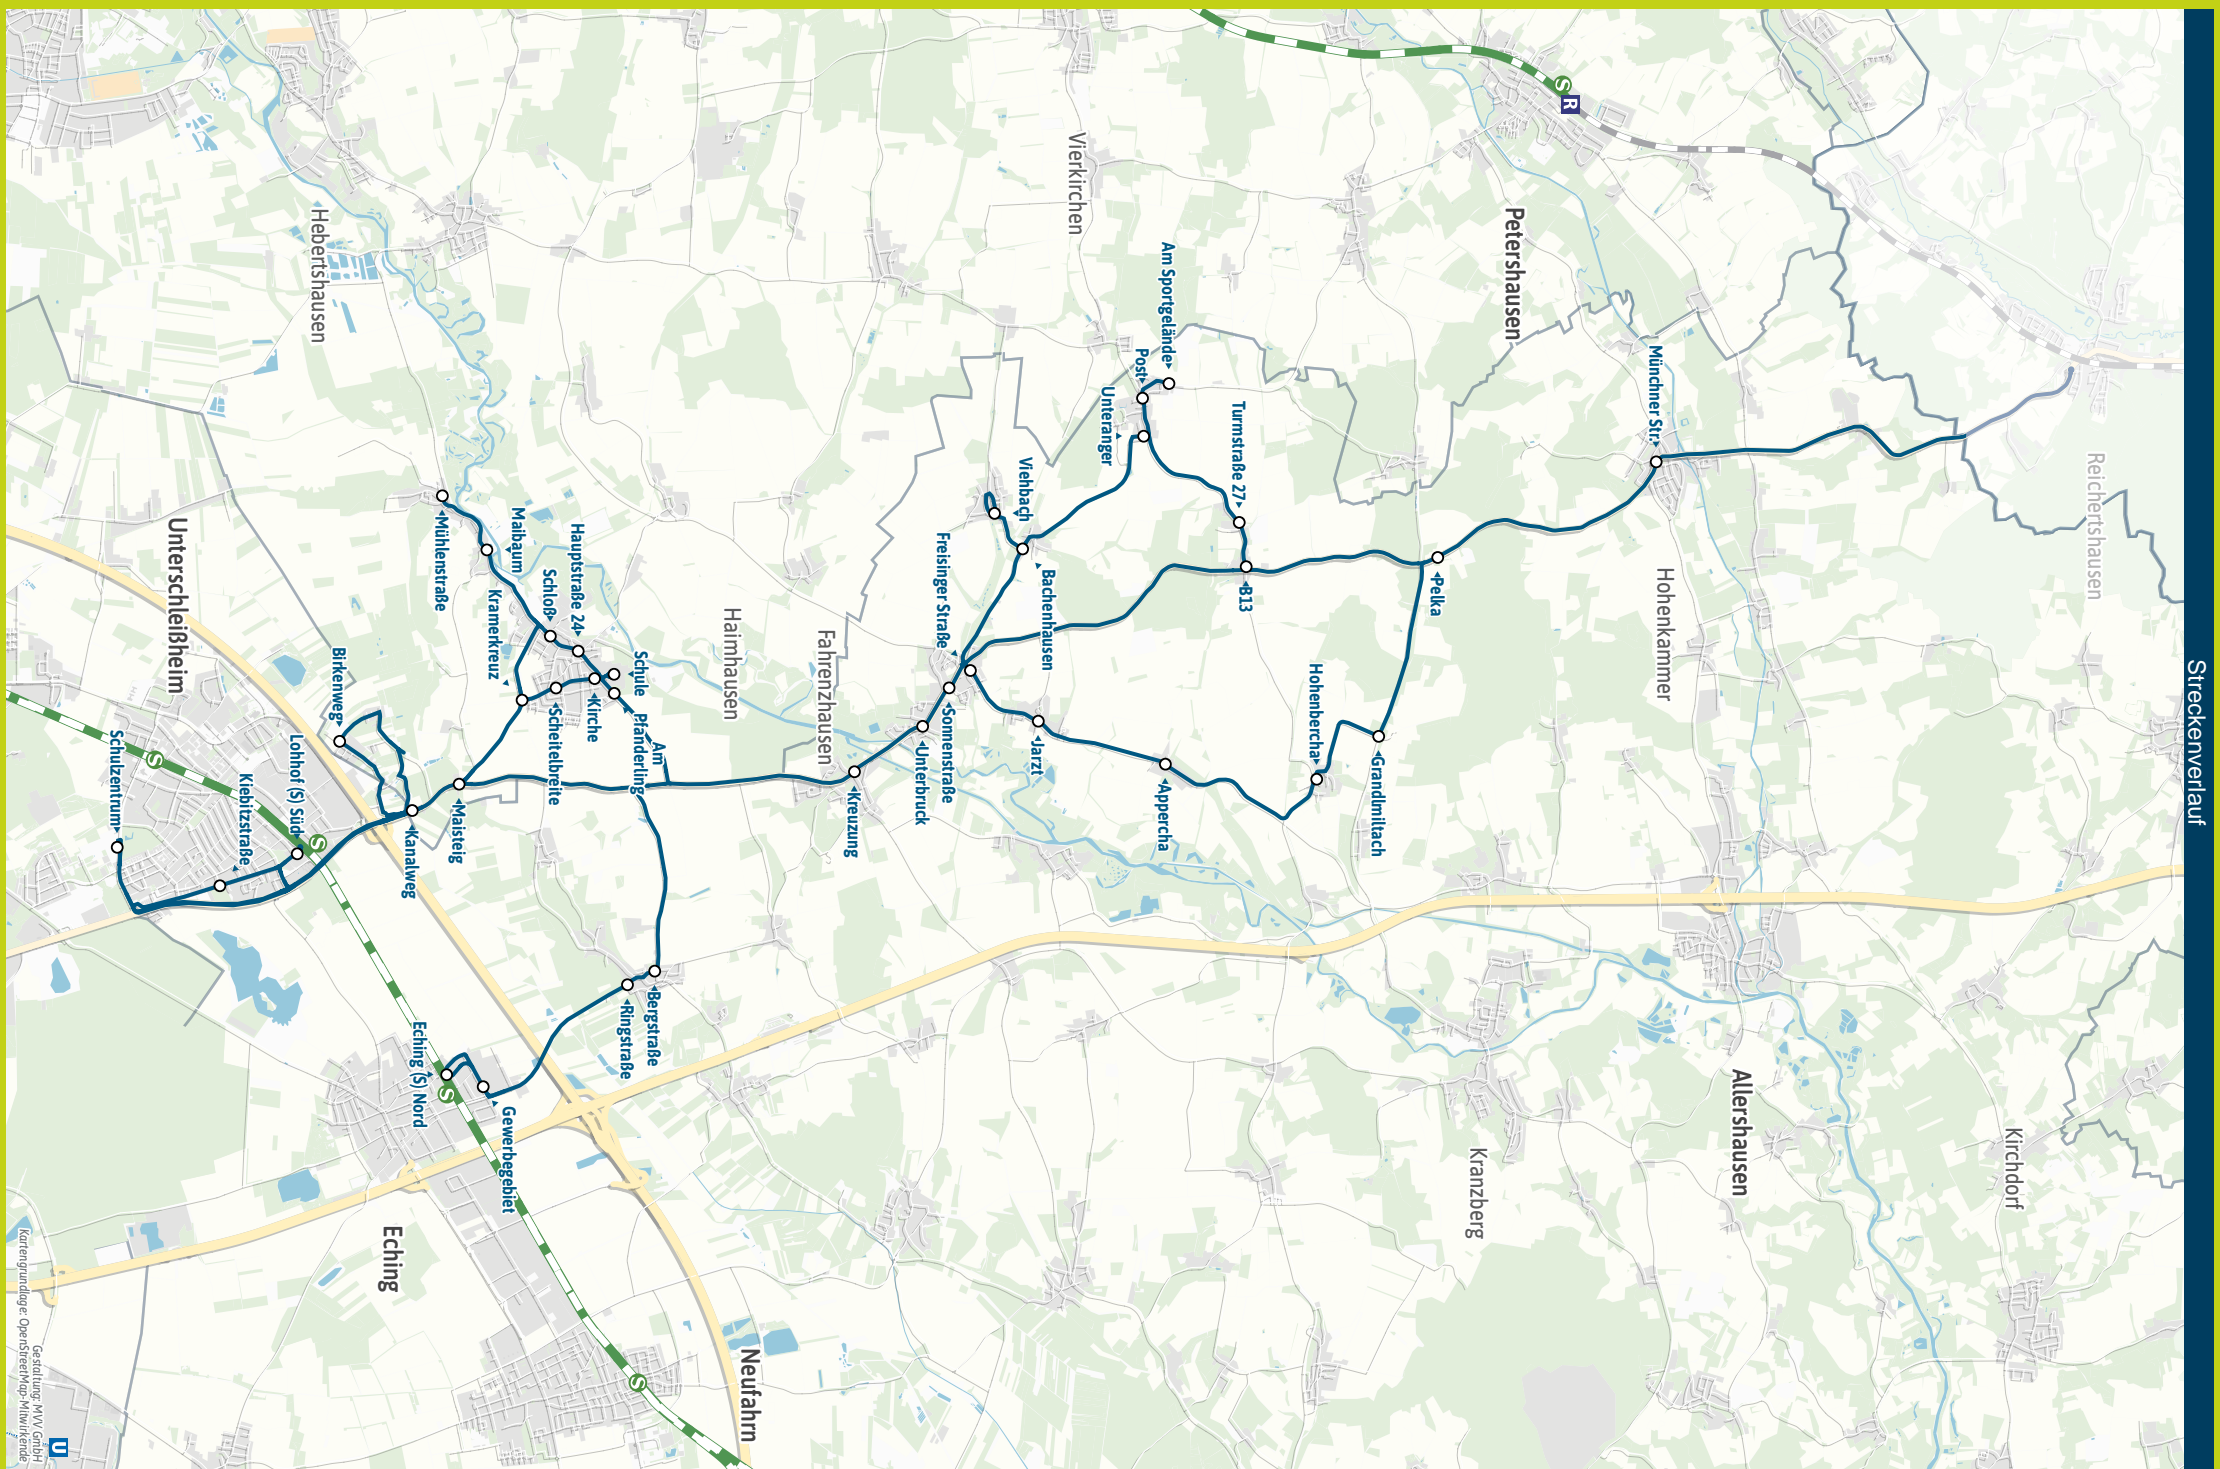 Streckenverlauf
Reichertshausen
Kirchdorf
Allershausen
Hohenkammer
Münchner Str.
Petershausen
S
R
Kranzberg
Pelka
Grandlmiltach
Hohenbercha
B13
Turmstraße 27
Am Sportgelände
Post
Unteranger
Vierkirchen
Appercha
Jarzt
Bachenhausen
Viehbach
Freisinger Straße
Sonnenstraße
Unterbruck
Kreuzung
Fahrenzhausen
Haimhausen
Neufahrn
S
Am
Pfanderling
Schule
Kirche
Hauptstraße 24
Schloß
Scheitelbreite
Maibaum
Kramerkreuz
Mühlenstraße
Bergstraße
Ringstraße
Gewerbegebiet
Eching (S) Nord
S
Eching
Maisteig
Kanalweg
Birkenweg
Hebertshausen
Lohhof (S) Süd
S
Kiebitzstraße
S
Unterschleißheim
Schulzentrum
U
Gestaltung: MVV GmbH
Kartengrundlage: OpenStreetMap-Mitwirkende